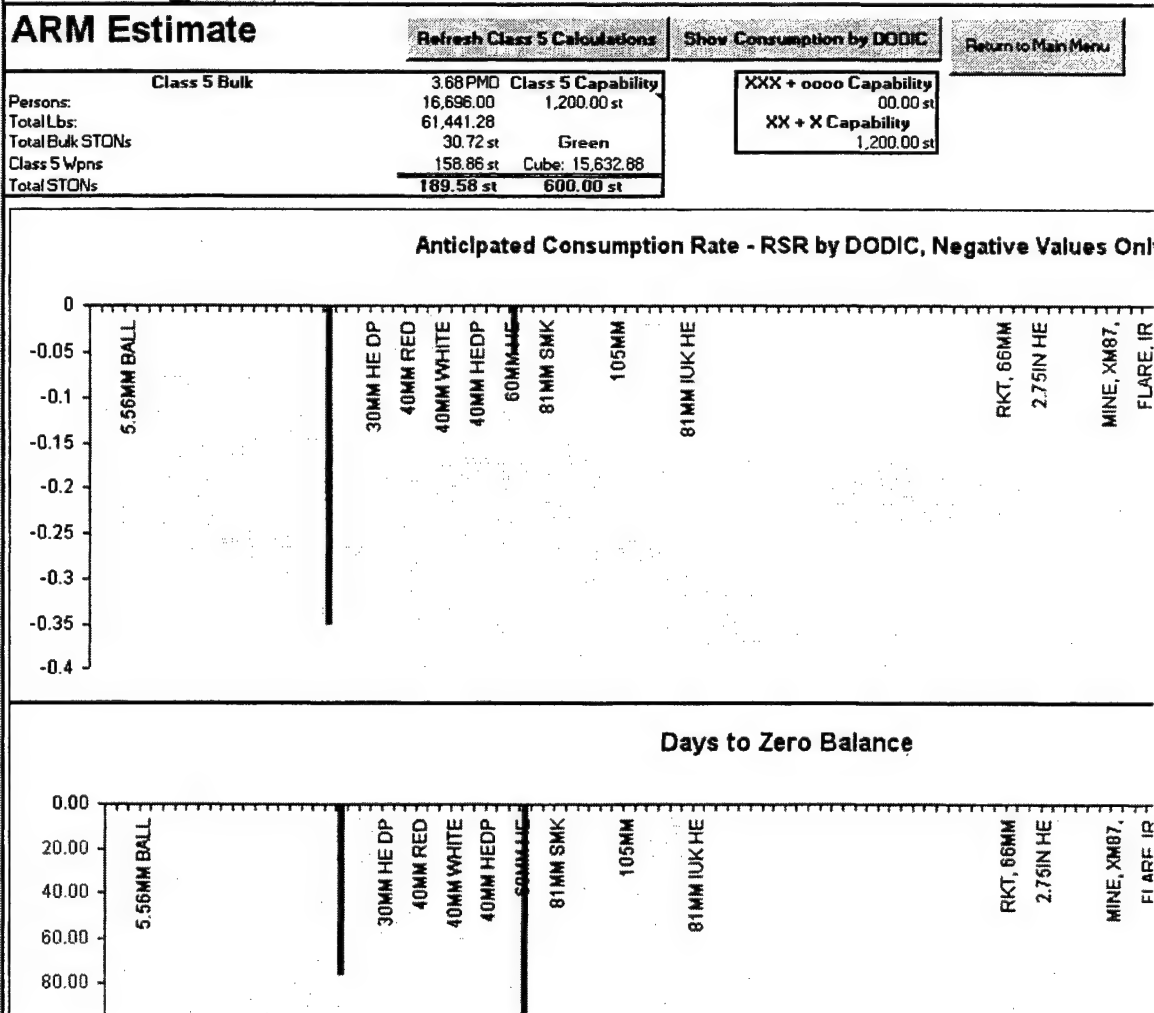 ARM Estimate
Refresh Class 5 Calculations Show Consumption by DODIC Return to Main Menu
Class 5 Bulk 3.68 PMD Class 5 Capability XXX + oooo Capability
Persons: 16,696.00 1,200.00 st 00.00 st
Total Lbs: 61,441.28 XX + X Capability
Total Bulk STONs 30.72 st Green 1,200.00 st
Class 5 Wpns 158.86 st Cube: 15,632.88
Total STONs 189.58 st 600.00 st
Anticipated Consumption Rate - RSR by DODIC, Negative Values Onl
0
-0.05
-0.1
-0.15
-0.2
-0.25
-0.3
-0.35
-0.4
5.56MM BALL
30MM HE DP
40MM RED
40MM WHITE
40MM HEDP
60MM HE
81MM SMK
105MM
81MM IUK HE
RKT, 66MM
2.75IN HE
MINE, XM87,
FLARE, IR
Days to Zero Balance
0.00
20.00
40.00
60.00
80.00
5.56MM BALL
30MM HE DP
40MM RED
40MM WHITE
40MM HEDP
60MM HE
81MM SMK
105MM
81MM IUK HE
RKT, 66MM
2.75IN HE
MINE, XM87,
FLARE, IR